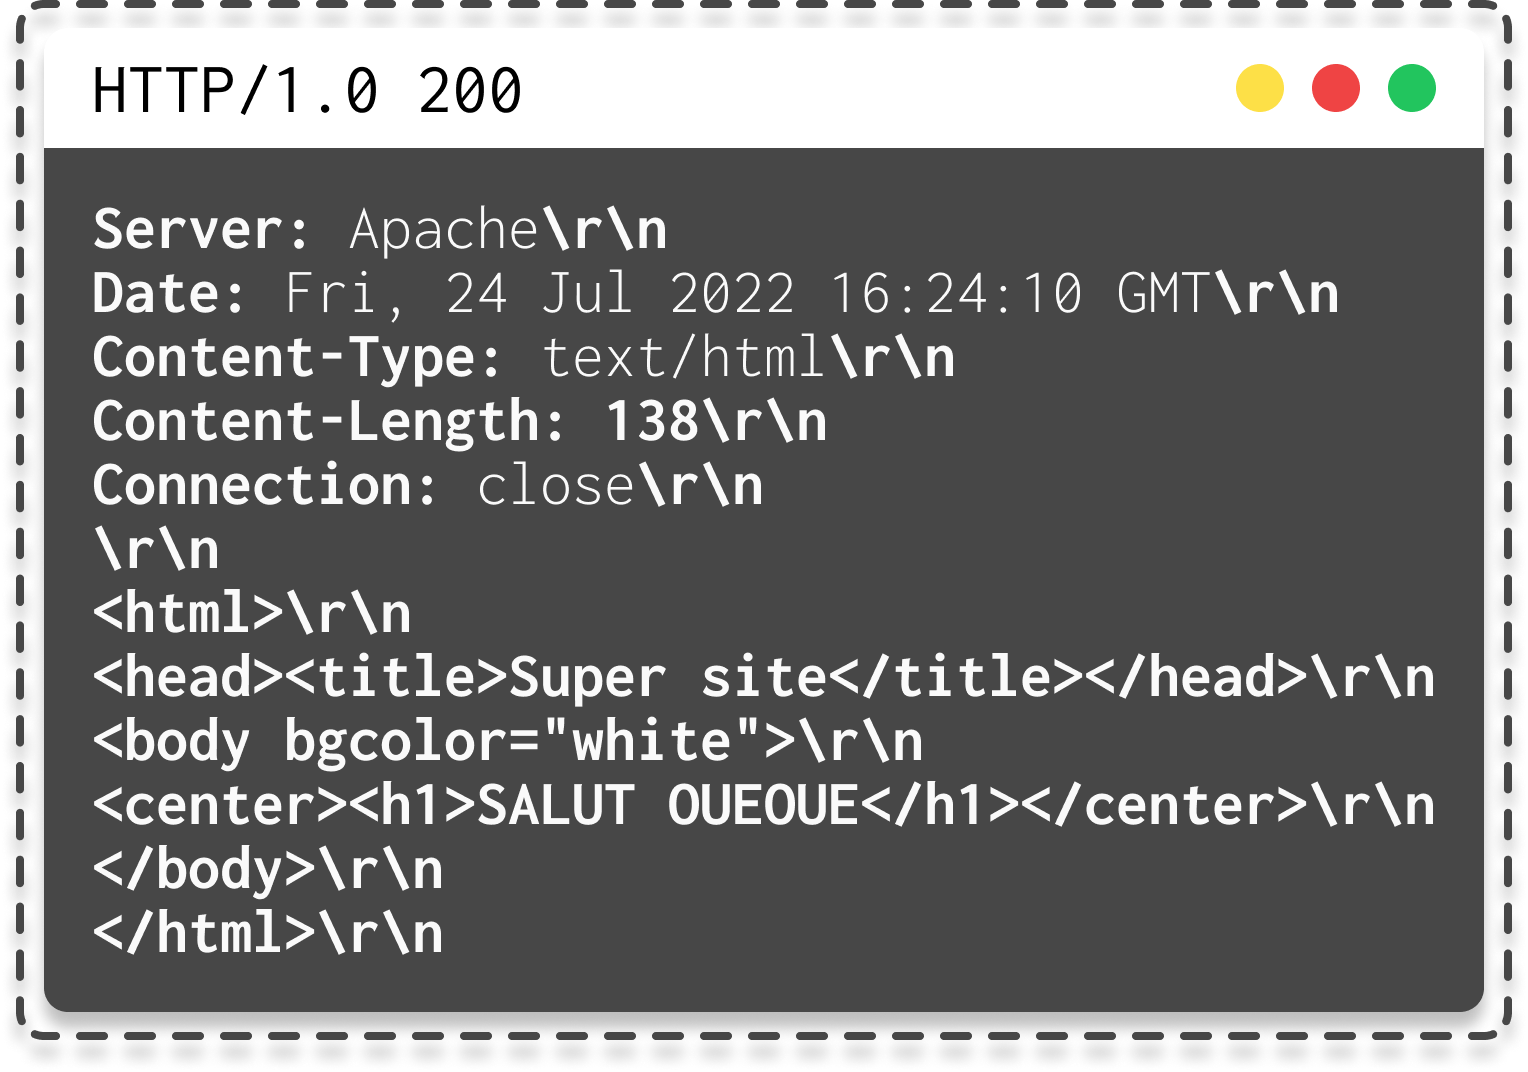 HTTP/1.0 200
Server: Apache\r\n
Date: Fri, 24 Jul 2022 16:24:10 GMT\r\n
Content-Type: text/html\r\n
Content-Length: 138\r\n
Connection: close\r\n
\r\n
<html>\r\n
<head><title>Super site</title></head>\r\n
<body bgcolor="white">\r\n
<center><h1>SALUT OUEOUE</h1></center>\r\n
</body>\r\n
</html>\r\n